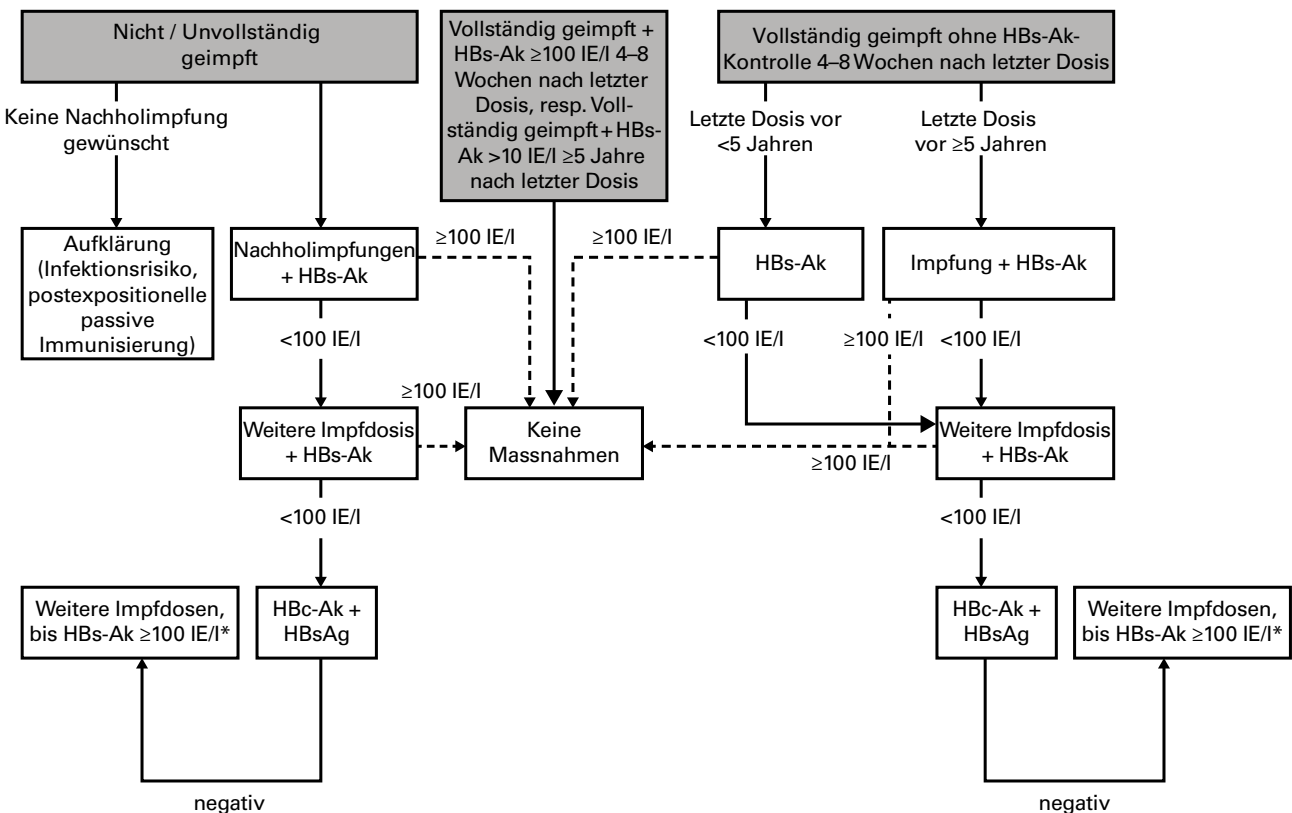 Nicht / Unvollständig
geimpft
Vollständig geimpft +
HBs-Ak ≥100 IE/l 4–8
Wochen nach letzter
Dosis, resp. Voll-
ständig geimpft + HBs-
Ak >10 IE/l ≥5 Jahre
nach letzter Dosis
Vollständig geimpft ohne HBs-Ak-
Kontrolle 4–8 Wochen nach letzter Dosis
Keine Nachholimpfung
gewünscht
Letzte Dosis vor
<5 Jahren
Letzte Dosis
vor ≥5 Jahren
Aufklärung
(Infektionsrisiko,
postexpositionelle
passive
Immunisierung)
Nachholimpfungen
+ HBs-Ak
≥100 IE/l
≥100 IE/l
HBs-Ak
Impfung + HBs-Ak
<100 IE/l
<100 IE/l
≥100 IE/l
<100 IE/l
≥100 IE/l
Weitere Impfdosis
+ HBs-Ak
Keine
Massnahmen
≥100 IE/l
Weitere Impfdosis
+ HBs-Ak
<100 IE/l
<100 IE/l
Weitere Impfdosen,
bis HBs-Ak ≥100 IE/l*
HBc-Ak +
HBsAg
HBc-Ak +
HBsAg
Weitere Impfdosen,
bis HBs-Ak ≥100 IE/l*
negativ
negativ